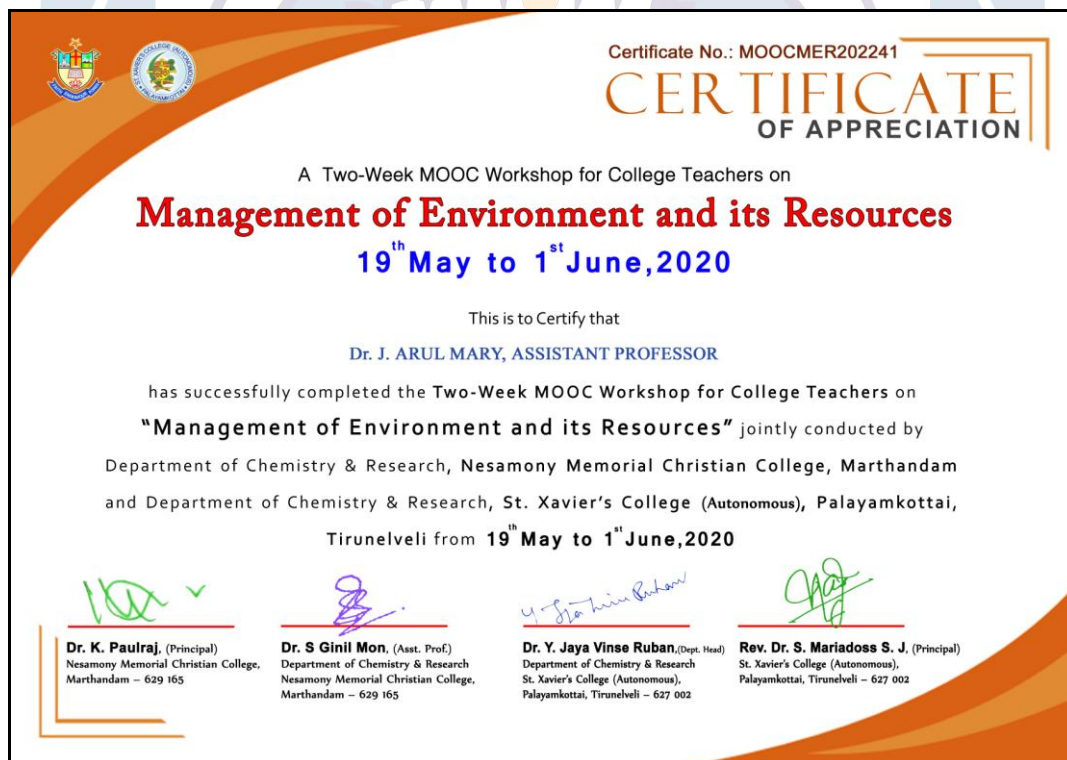 ST. XAVIER'S COLLEGE (AUTONOMOUS)
PALAYAMKOTTAI
Certificate No.: MOOCMER202241
CERTIFICATE
OF APPRECIATION
A Two-Week MOOC Workshop for College Teachers on
Management of Environment and its Resources
19th May to 1st June,2020
This is to Certify that
Dr. J. ARUL MARY, ASSISTANT PROFESSOR
has successfully completed the Two-Week MOOC Workshop for College Teachers on
“Management of Environment and its Resources” jointly conducted by
Department of Chemistry & Research, Nesamony Memorial Christian College, Marthandam
and Department of Chemistry & Research, St. Xavier's College (Autonomous), Palayamkottai,
Tirunelveli from 19th May to 1st June,2020
Dr. K. Paulraj, (Principal)
Nesamony Memorial Christian College,
Marthandam – 629 165
Dr. S Ginil Mon, (Asst. Prof.)
Department of Chemistry & Research
Nesamony Memorial Christian College,
Marthandam – 629 165
Dr. Y. Jaya Vinse Ruban,(Dept. Head)
Department of Chemistry & Research
St. Xavier's College (Autonomous),
Palayamkottai, Tirunelveli – 627 002
Rev. Dr. S. Mariadoss S. J, (Principal)
St. Xavier's College (Autonomous),
Palayamkottai, Tirunelveli – 627 002